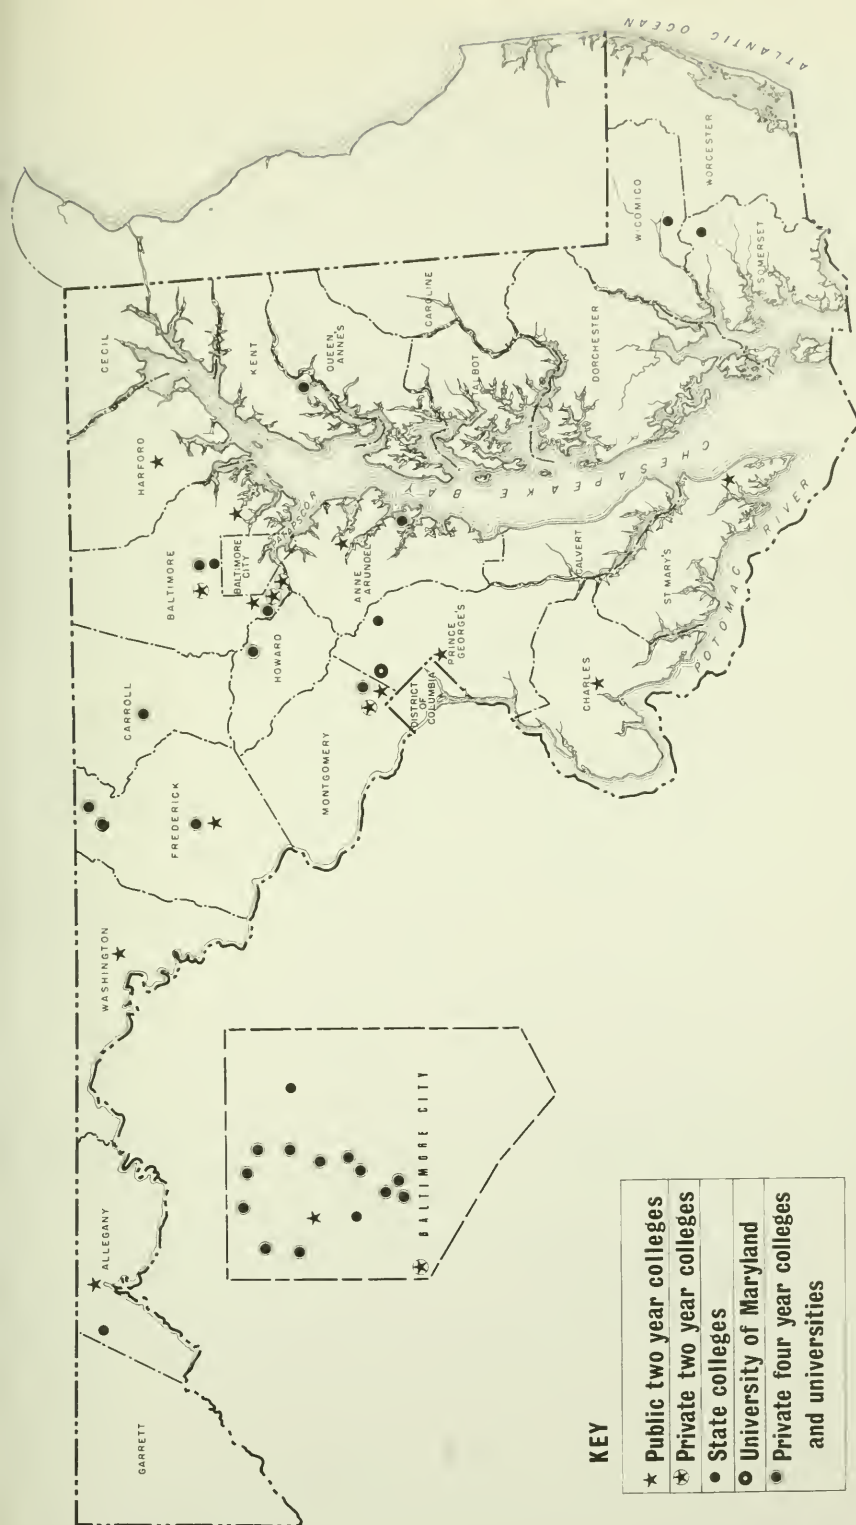 GARRETT
ALLEGANY
WASHINGTON
FREDERICK
CARROLL
BALTIMORE
HARFORD
CECIL
MONTGOMERY
HOWARD
BALTIMORE
CITY
PATAPSCO R
KENT
QUEEN
ANNE'S
ANNE
ARUNDEL
PRINCE
GEORGE'S
DISTRICT
OF
COLUMBIA
CAROLINE
TALBOT
CALVERT
CHARLES
ST MARY'S
DORCHESTER
WICOMICO
WORCESTER
SOMERSET
CHESAPEAKE BAY
POTOMAC RIVER
ATLANTIC OCEAN
BALTIMORE CITY
KEY
Public two year colleges
Private two year colleges
State colleges
University of Maryland
Private four year colleges
and universities